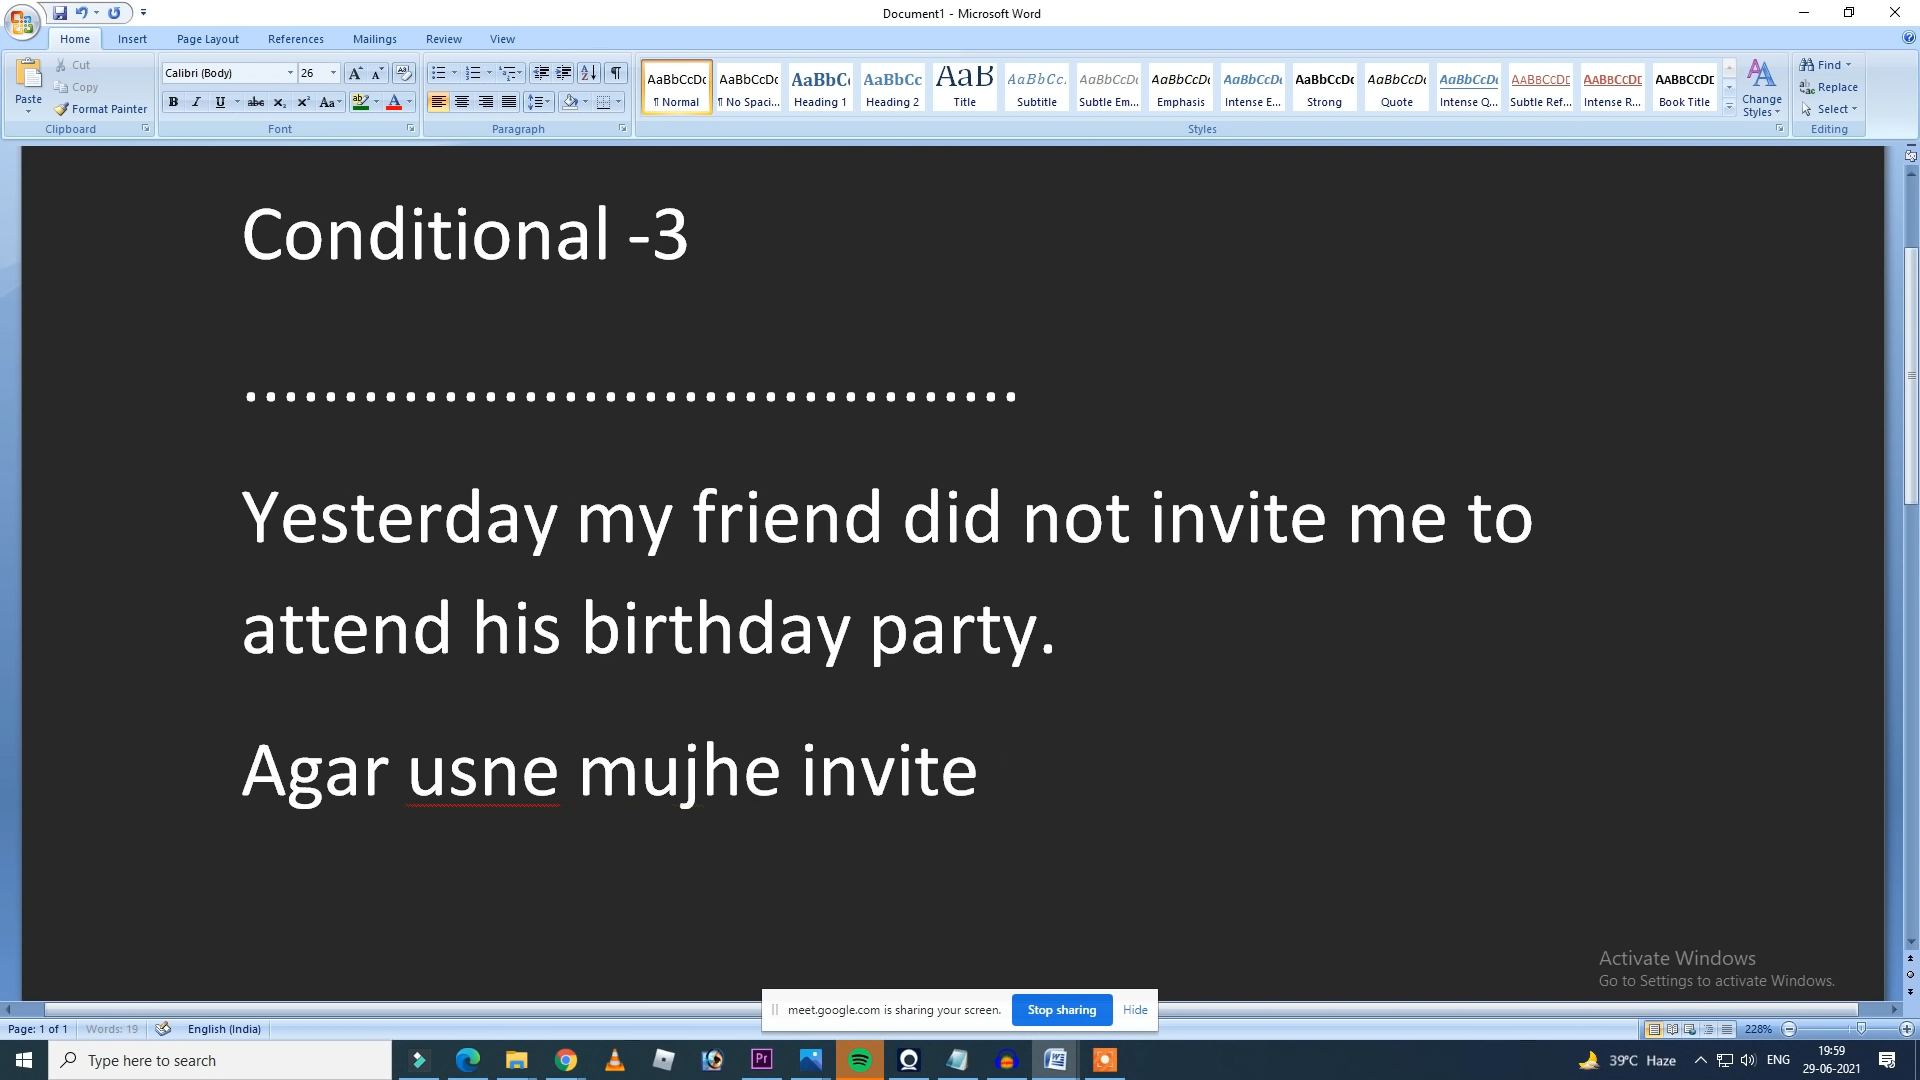 Document1 - Microsoft Word
Home Insert Page Layout References Mailings Review View
Paste
Cut
Copy
Format Painter
Clipboard
Calibri (Body) 26
Font
Paragraph
AaBbCcDc AaBbCcDc AaBbC AaBbCc AaB AaBbCc. AaBbCcDc AaBbCcDc AaBbCcDc AaBbCcDc AaBbCcDc AaBbCcDc AABBCCDC AABBCCDC AABBCCDC
¶ Normal ¶ No Spaci... Heading 1 Heading 2 Title Subtitle Subtle Em... Emphasis Intense E... Strong Quote Intense Q... Subtle Ref... Intense R... Book Title
Styles
Change
Styles
Find
Replace
Select
Editing
Conditional -3
.......................................
Yesterday my friend did not invite me to
attend his birthday party.
Agar usne mujhe invite
Activate Windows
Go to Settings to activate Windows.
meet.google.com is sharing your screen. Stop sharing Hide
Page: 1 of 1 Words: 19 English (India) 228%
Type here to search
Pr
39°C Haze ENG
19:59
29-06-2021